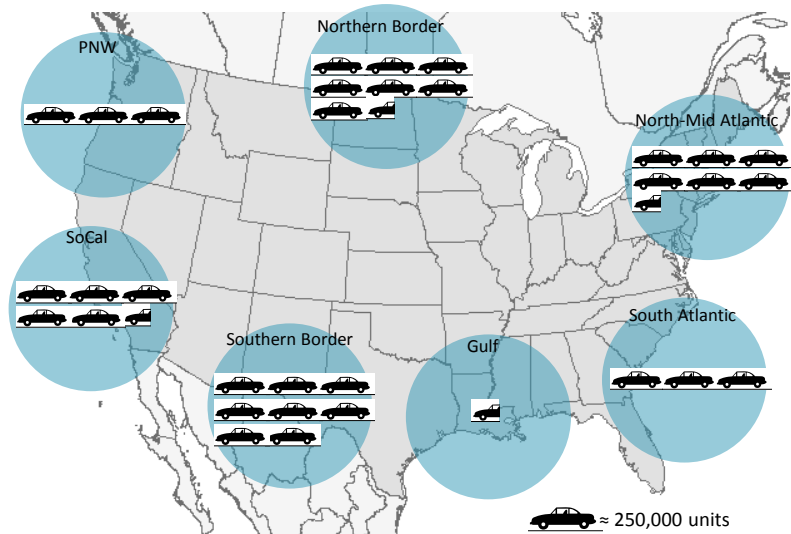 Northern Border
PNW
North-Mid Atlantic
SoCal
South Atlantic
Southern Border
Gulf
≈ 250,000 units